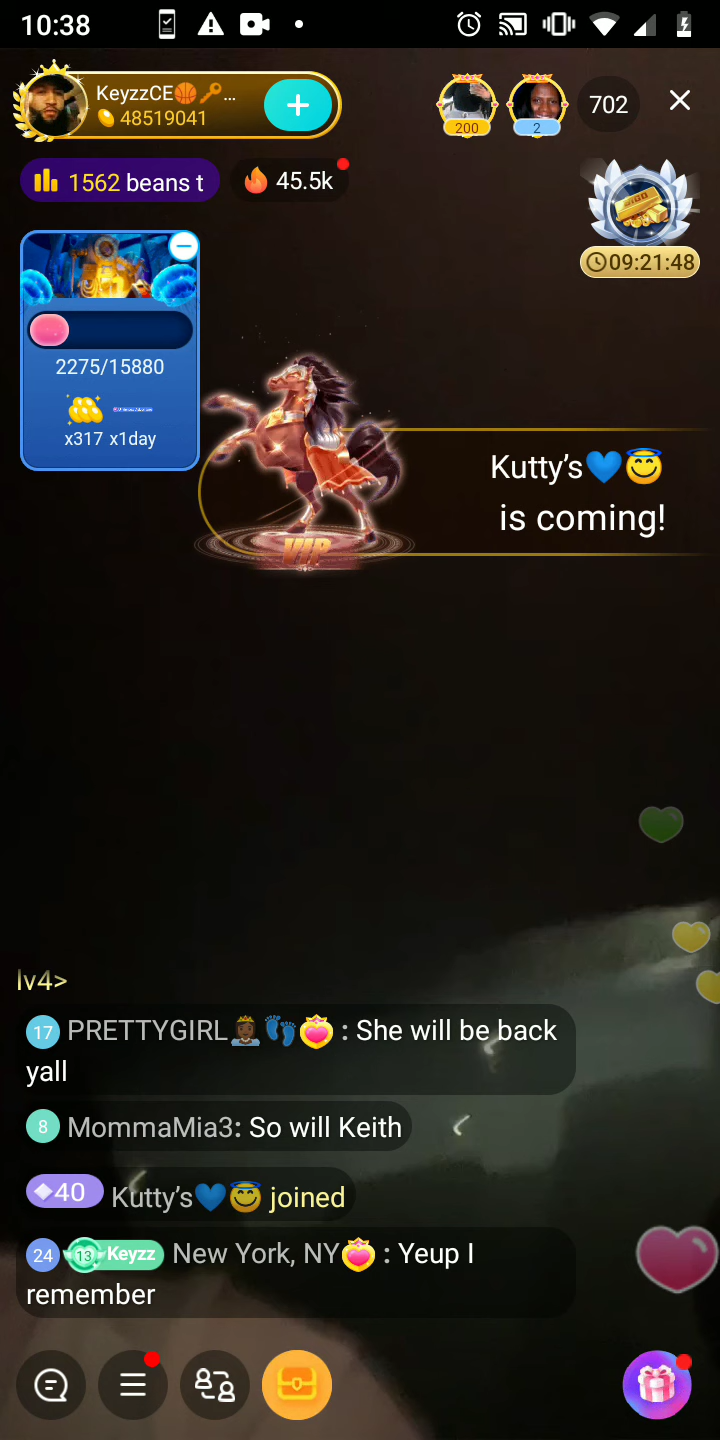 10:38
KeyzzCE🏀🔑...
48519041
200
2
702
1562 beans t
45.5k
09:21:48
2275/15880
x317 x1day
Kutty's💙😇
is coming!
VIP
lv4>
17 PRETTYGIRL👸🏾👣 : She will be back
yall
8 MommaMia3: So will Keith
40 Kutty's💙😇 joined
24 13 Keyzz New York, NY : Yeup I
remember